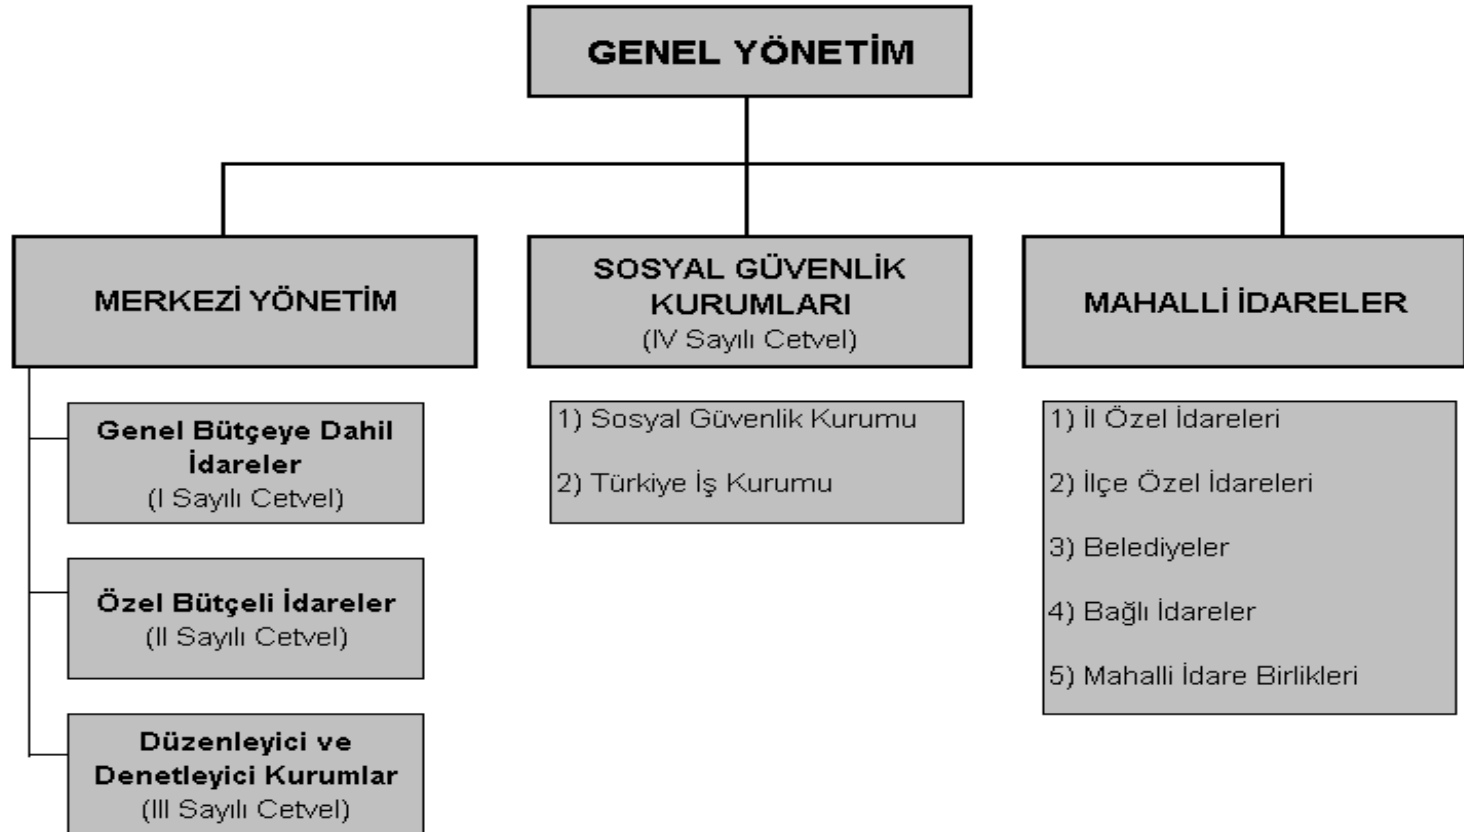 GENEL YÖNETİM
MERKEZİ YÖNETİM
Genel Bütçeye Dahil
İdareler
(I Sayılı Cetvel)
Özel Bütçeli İdareler
(II Sayılı Cetvel)
Düzenleyici ve
Denetleyici Kurumlar
(III Sayılı Cetvel)
SOSYAL GÜVENLİK
KURUMLARI
(IV Sayılı Cetvel)
1) Sosyal Güvenlik Kurumu
2) Türkiye İş Kurumu
MAHALLİ İDARELER
1) İl Özel İdareleri
2) İlçe Özel İdareleri
3) Belediyeler
4) Bağlı İdareler
5) Mahalli İdare Birlikleri